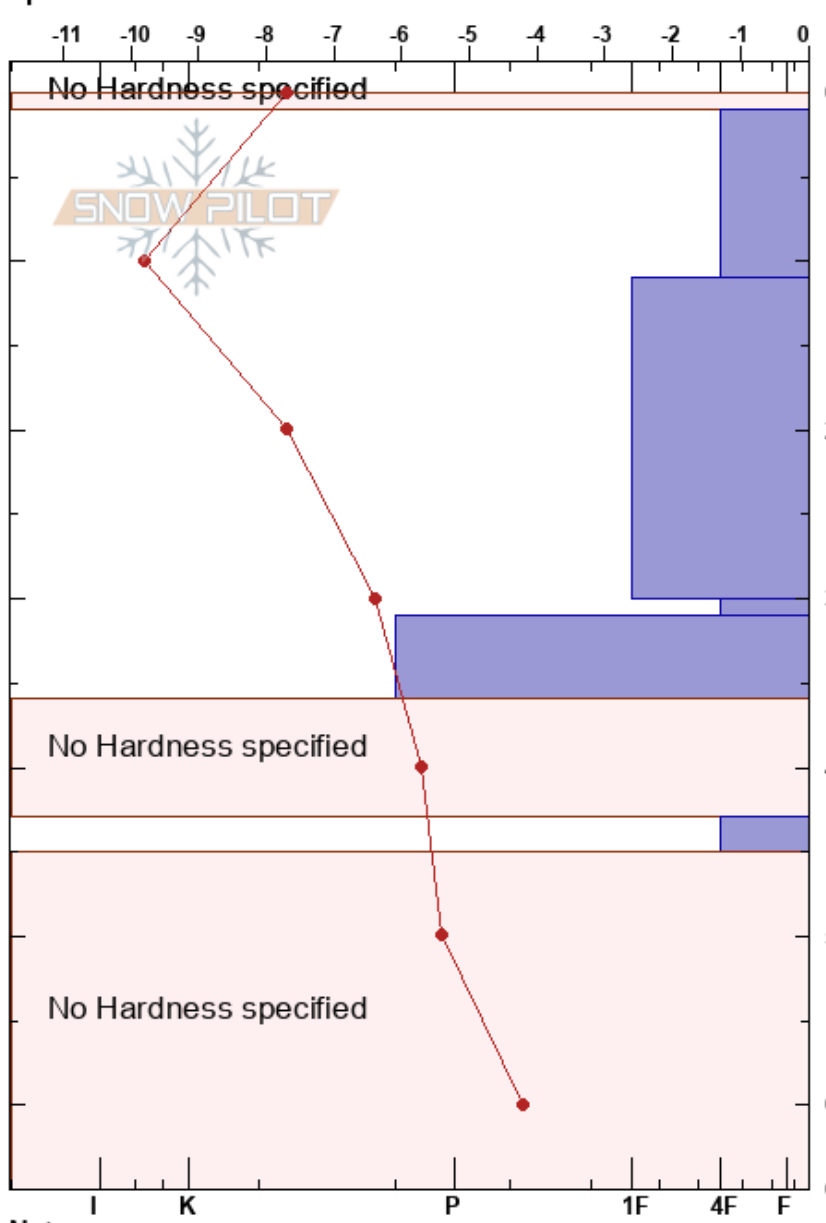 -11 -10 -9 -8 -7 -6 -5 -4 -3 -2 -1 0
No Hardness specified
SNOW PILOT
No Hardness specified
No Hardness specified
I K P 1F 4F F